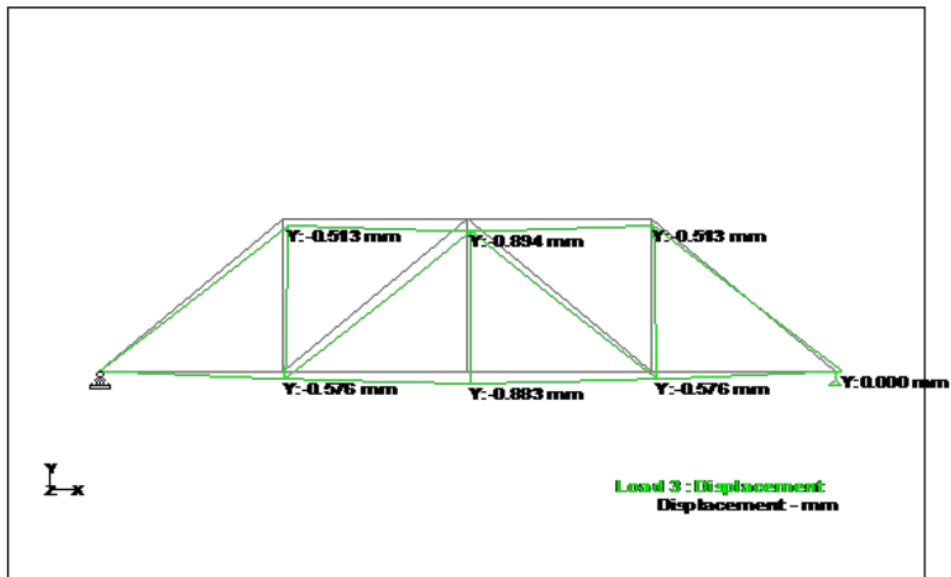 Y:-0.513 mm
Y:-0.894 mm
Y:-0.513 mm
Y:-0.576 mm
Y:-0.883 mm
Y:-0.576 mm
Y:0.000 mm
Y
Z X
Load 3 : Displacement
Displacement - mm